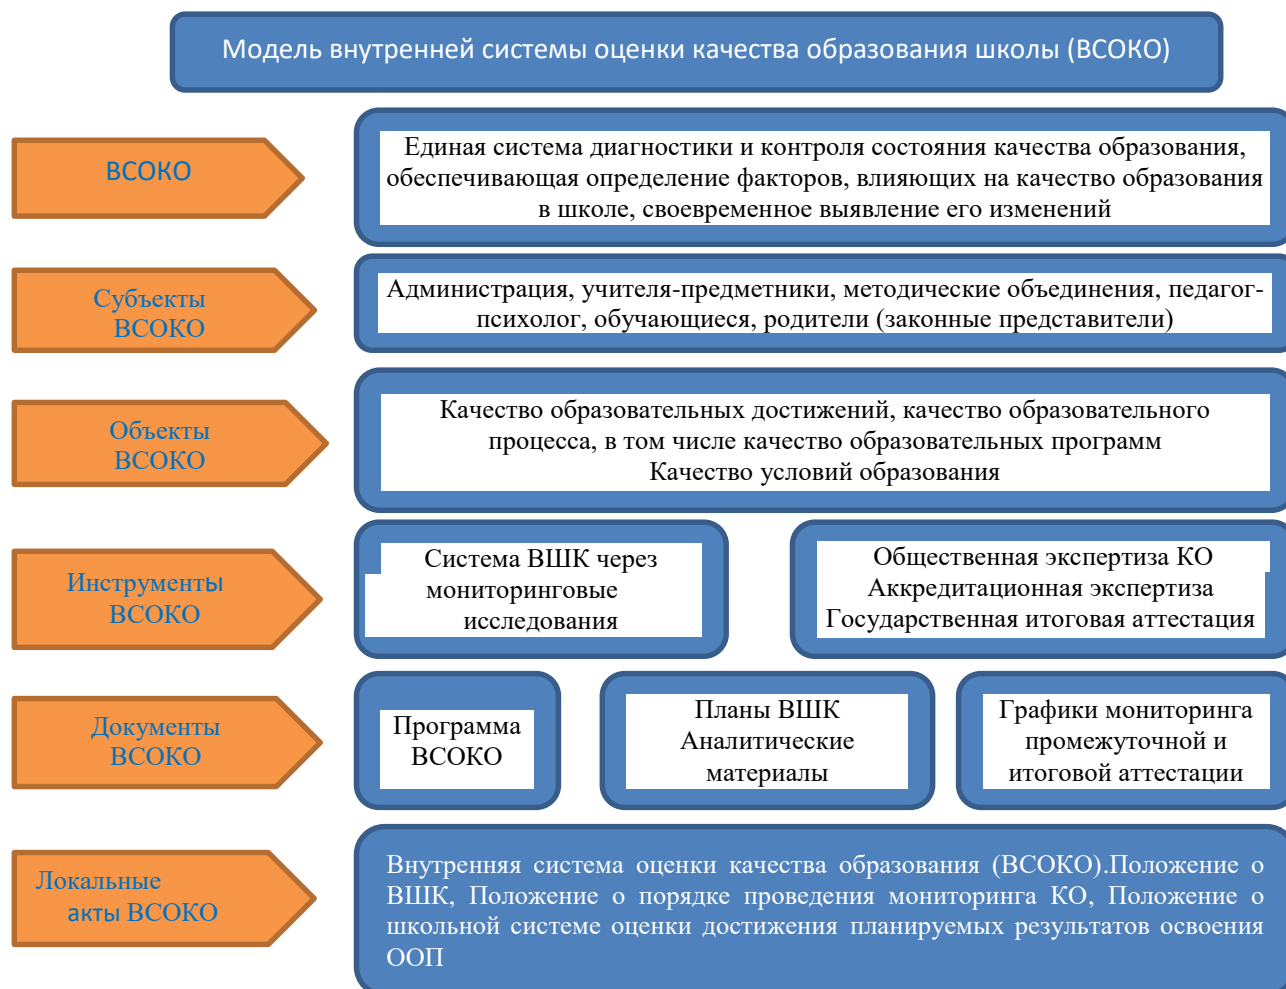 Модель внутренней системы оценки качества образования школы (ВСОКО)
ВСОКО
Единая система диагностики и контроля состояния качества образования,
обеспечивающая определение факторов, влияющих на качество образования
в школе, своевременное выявление его изменений
Субъекты
ВСОКО
Администрация, учителя-предметники, методические объединения, педагог-
психолог, обучающиеся, родители (законные представители)
Объекты
ВСОКО
Качество образовательных достижений, качество образовательного
процесса, в том числе качество образовательных программ
Качество условий образования
Инструменты
ВСОКО
Система ВШК через
мониторинговые
исследования
Общественная экспертиза КО
Аккредитационная экспертиза
Государственная итоговая аттестация
Документы
ВСОКО
Программа
ВСОКО
Планы ВШК
Аналитические
материалы
Графики мониторинга
промежуточной и
итоговой аттестации
Локальные
акты ВСОКО
Внутренняя система оценки качества образования (ВСОКО).Положение о
ВШК, Положение о порядке проведения мониторинга КО, Положение о
школьной системе оценки достижения планируемых результатов освоения
ООП